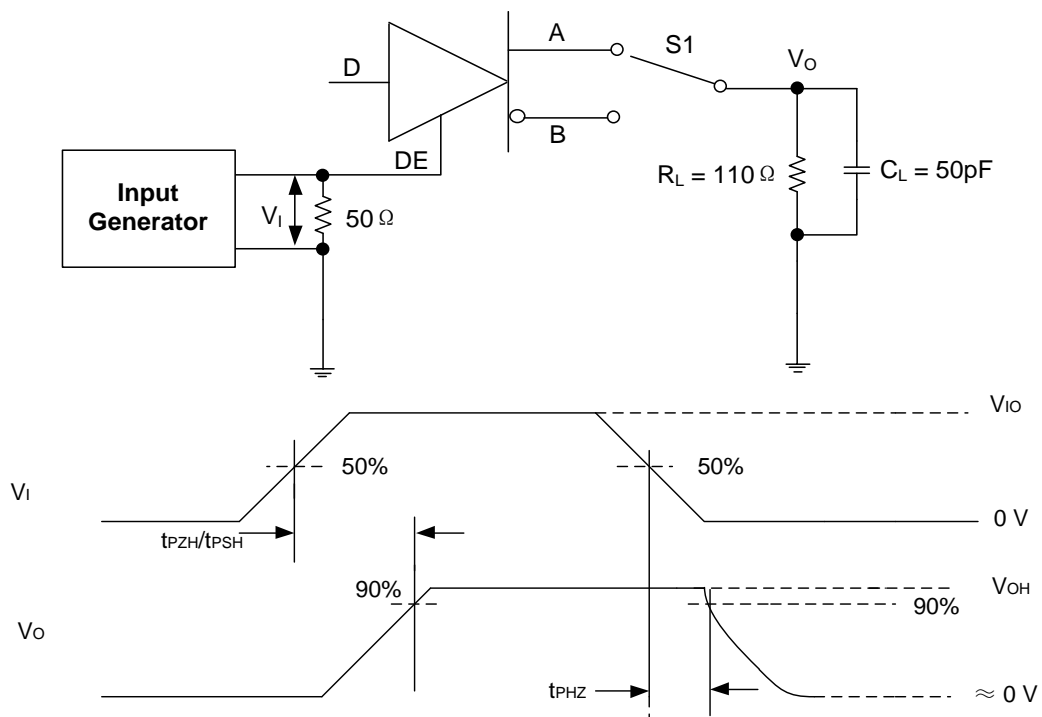 A
S1
VO
D
B
DE
RL = 110 Ω
CL = 50pF
Input
Generator
VI
50 Ω
VIO
50%
50%
VI
0 V
tPZH/tPSH
90%
VOH
90%
VO
tPHZ
≈ 0 V